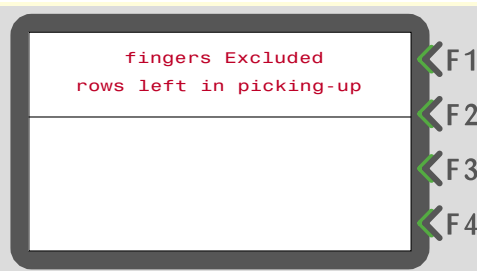 fingers Excluded
rows left in picking-up
F1
F2
F3
F4